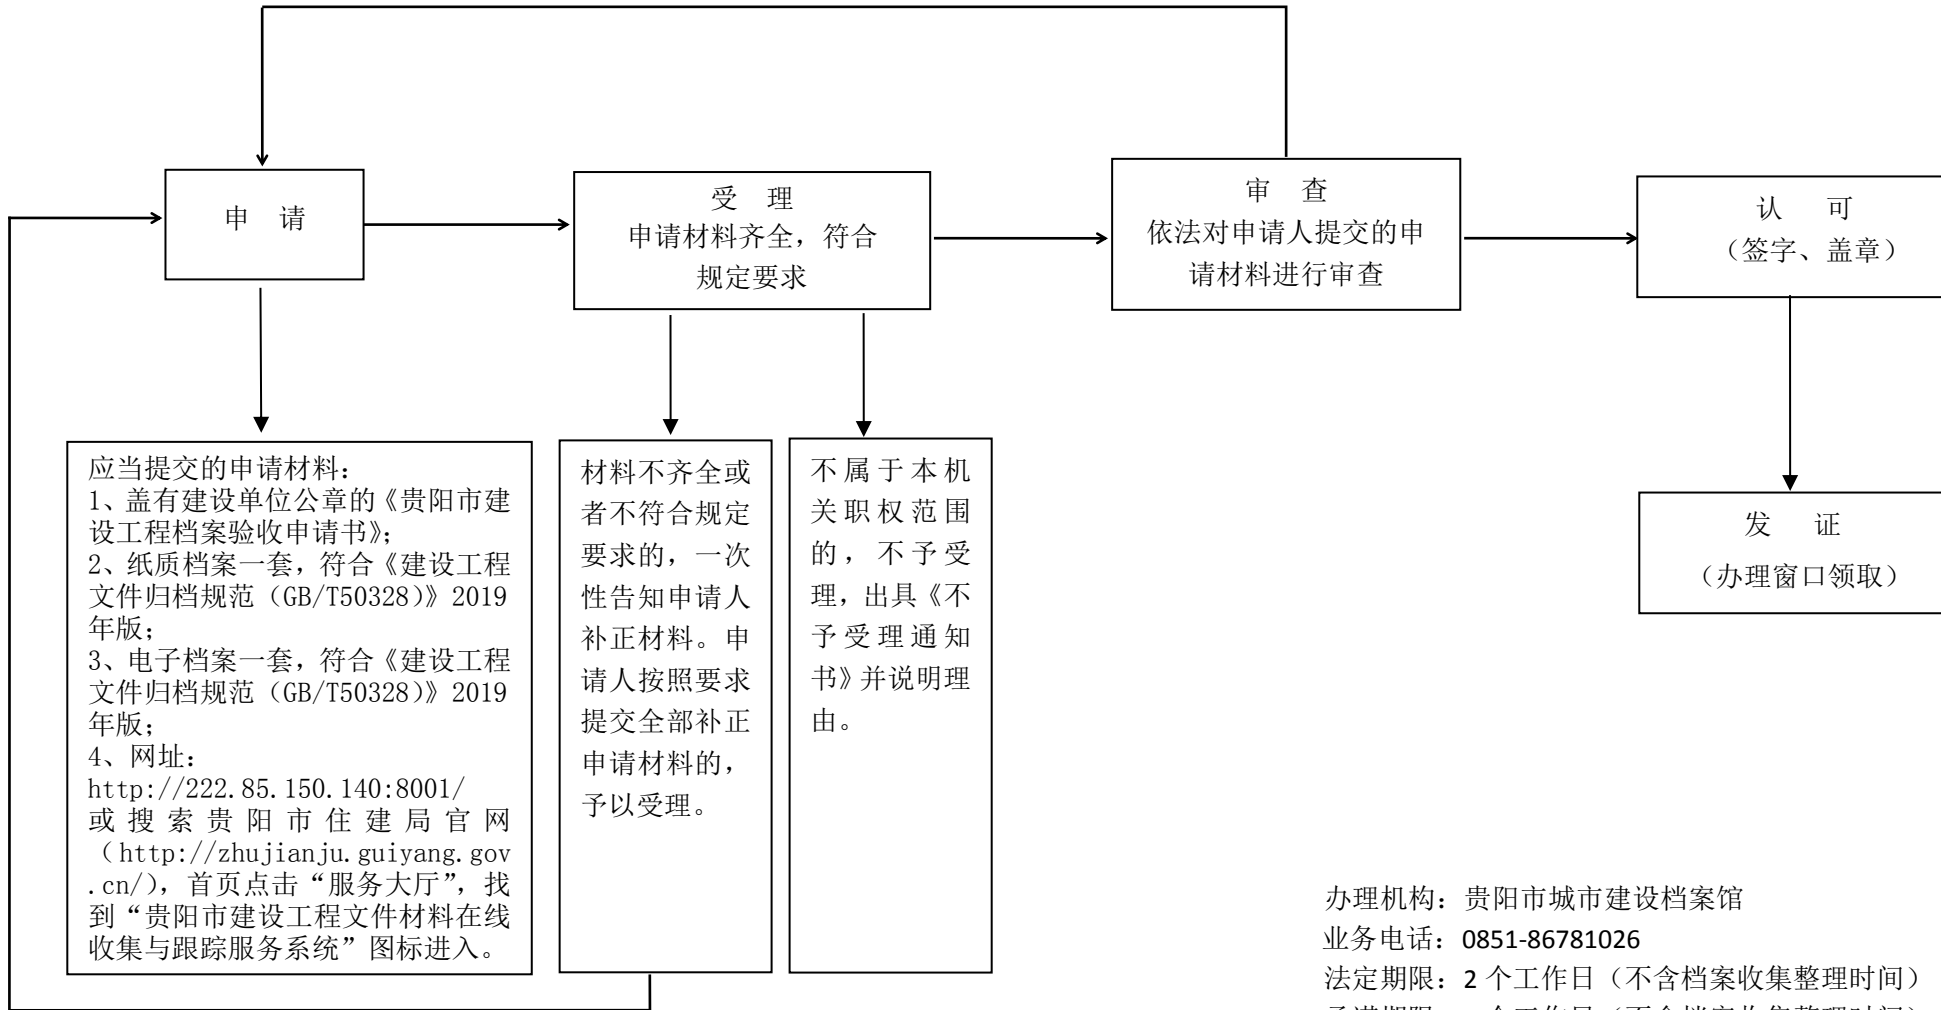 申 请
受 理
申请材料齐全，符合
规定要求
审 查
依法对申请人提交的申
请材料进行审查
认 可
（签字、盖章）
应当提交的申请材料：
1、盖有建设单位公章的《贵阳市建
设工程档案验收申请书》；
2、纸质档案一套，符合《建设工程
文件归档规范（GB/T50328）》2019
年版；
3、电子档案一套，符合《建设工程
文件归档规范（GB/T50328）》2019
年版；
4、网址：
http://222.85.150.140:8001/
或搜索贵阳市住建局官网
（http://zhujianju.guiyang.gov
.cn/），首页点击“服务大厅”，找
到“贵阳市建设工程文件材料在线
收集与跟踪服务系统”图标进入。
材料不齐全或
者不符合规定
要求的，一次
性告知申请人
补正材料。申
请人按照要求
提交全部补正
申请材料的，
予以受理。
不属于本机
关职权范围
的，不予受
理，出具《不
予受理通知
书》并说明理
由。
发 证
（办理窗口领取）
办理机构：贵阳市城市建设档案馆
业务电话：0851-86781026
法定期限：2 个工作日（不含档案收集整理时间）